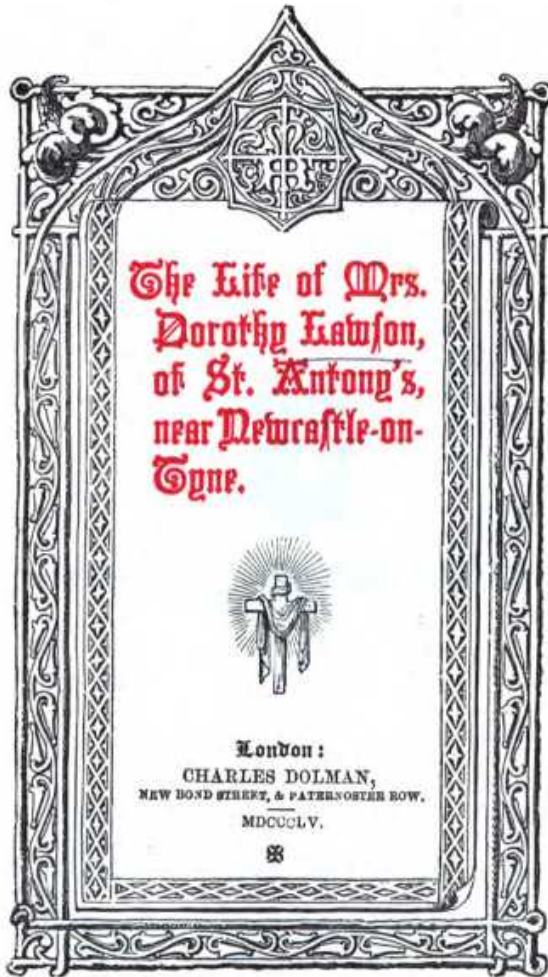 The Life of Mrs.
Dorothy Lawson,
of St. Antony's,
near Newcastle-on-
Tyne.
London:
CHARLES DOLMAN,
NEW BOND STREET, & PATERNOSTER ROW.
MDCCCLV.